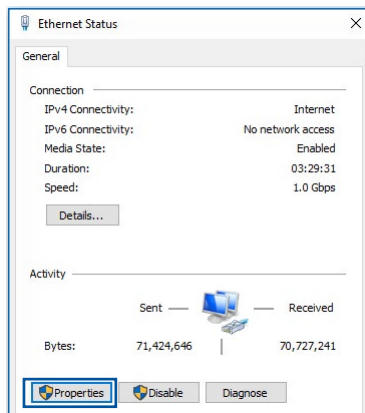 Ethernet Status
General
Connection
IPv4 Connectivity: Internet
IPv6 Connectivity: No network access
Media State: Enabled
Duration: 03:29:31
Speed: 1.0 Gbps
Details...
Activity
Sent Received
Bytes: 71,424,646 70,727,241
Properties Disable Diagnose